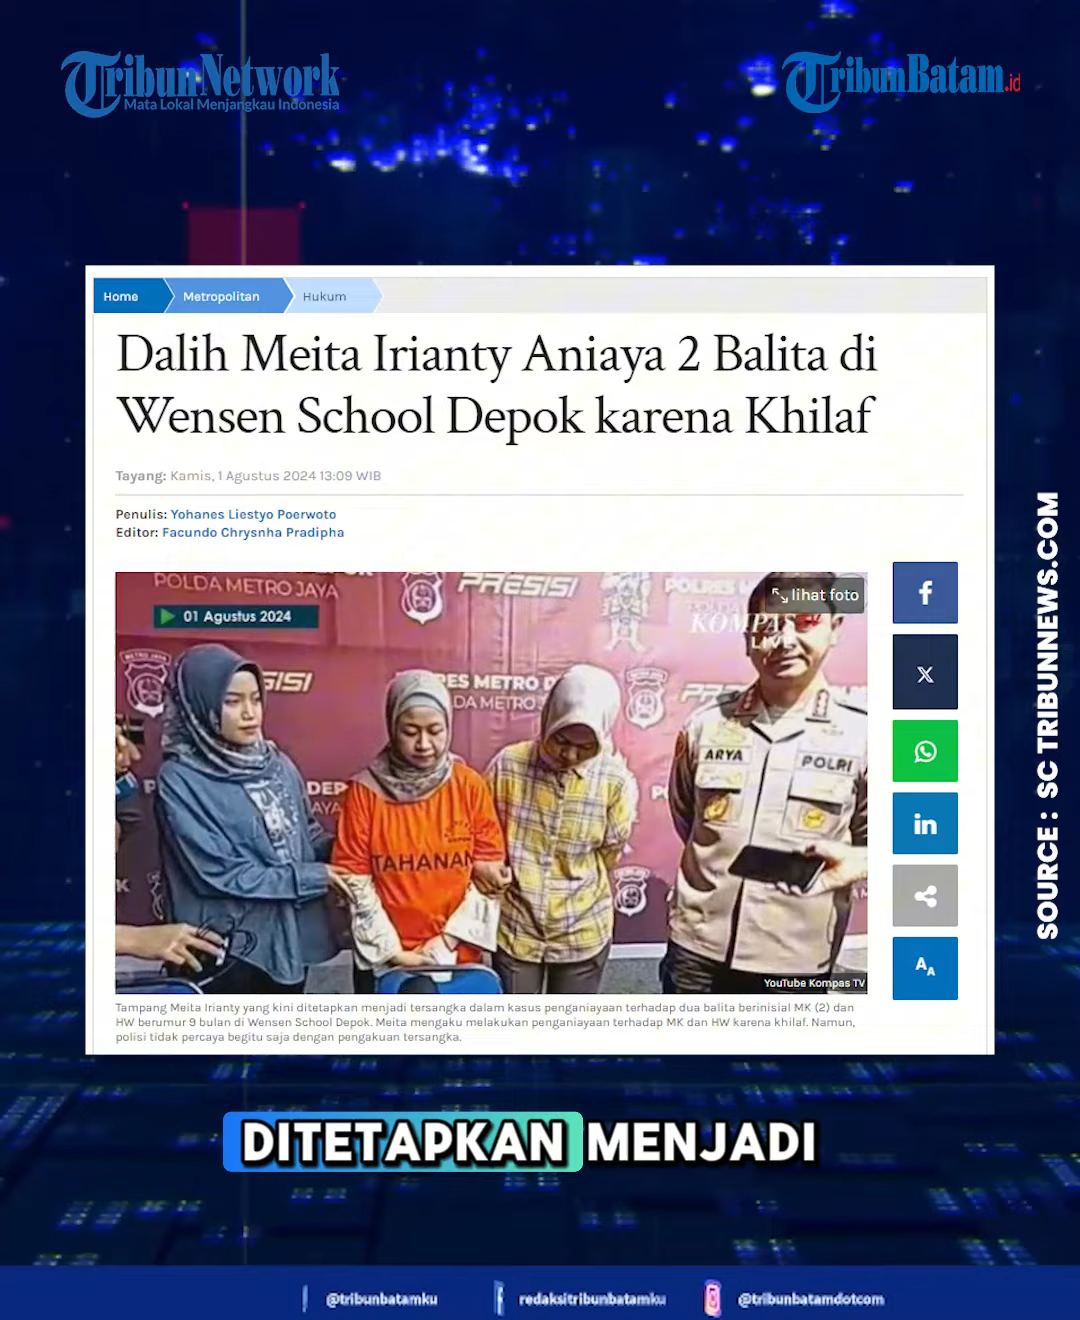 TribunNetwork
Mata Lokal Menjangkau Indonesia
TribunBatam.id
Home
Metropolitan
Hukum
Dalih Meita Irianty Aniaya 2 Balita di
Wensen School Depok karena Khilaf
Tayang: Kamis, 1 Agustus 2024 13:09 WIB
Penulis: Yohanes Liestyo Poerwoto
Editor: Facundo Chrysnha Pradipha
POLDA METRO JAYA
PRESISI
01 Agustus 2024
lihat foto
KOMPAS
LIVE
ARYA
POLRI
TAHANAN
YouTube Kompas TV
Tampang Meita Irianty yang kini ditetapkan menjadi tersangka dalam kasus penganiayaan terhadap dua balita berinisial MK (2) dan
HW berumur 9 bulan di Wensen School Depok. Meita mengaku melakukan penganiayaan terhadap MK dan HW karena khilaf. Namun,
polisi tidak percaya begitu saja dengan pengakuan tersangka.
SOURCE : SC TRIBUNNEWS.COM
DITETAPKAN MENJADI
@tribunbatamku
redaksitribunbatamku
@tribunbatamdotcom